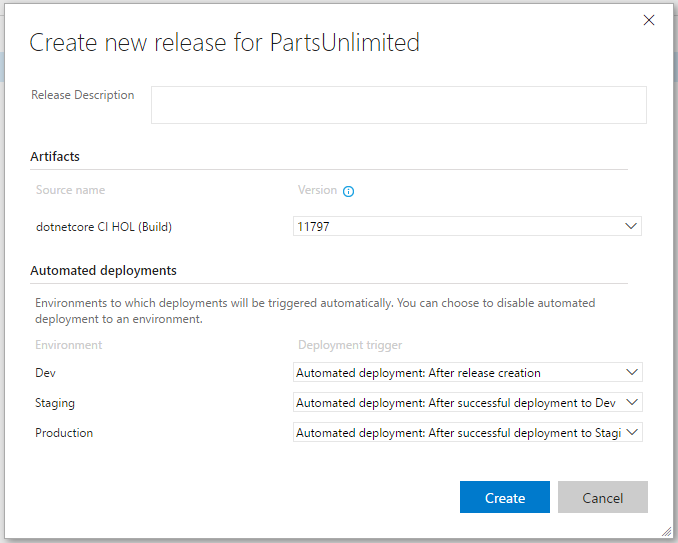 Create new release for PartsUnlimited
Release Description
Artifacts
Source name Version
dotnetcore CI HOL (Build) 11797
Automated deployments
Environments to which deployments will be triggered automatically. You can choose to disable automated
deployment to an environment.
Environment Deployment trigger
Dev Automated deployment: After release creation
Staging Automated deployment: After successful deployment to Dev
Production Automated deployment: After successful deployment to Stagi
Create Cancel